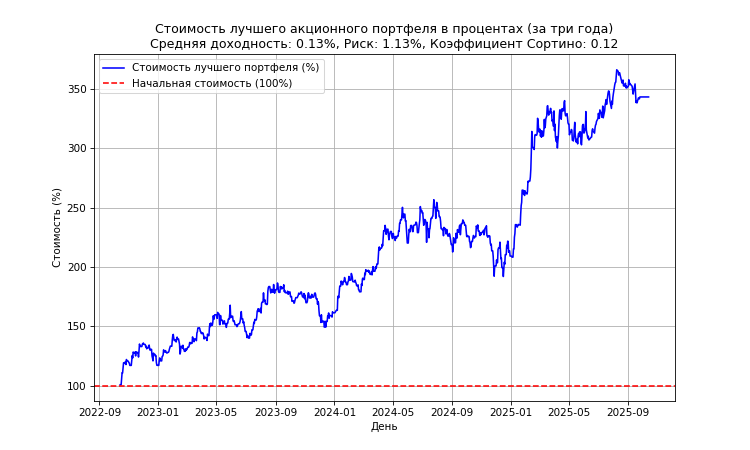 Стоимость лучшего акционного портфеля в процентах (за три года)
Средняя доходность: 0.13%, Риск: 1.13%, Коэффициент Сортино: 0.12
Стоимость лучшего портфеля (%)
Начальная стоимость (100%)
Стоимость (%)
350
300
250
200
150
100
2022-09 2023-01 2023-05 2023-09 2024-01 2024-05 2024-09 2025-01 2025-05 2025-09
День